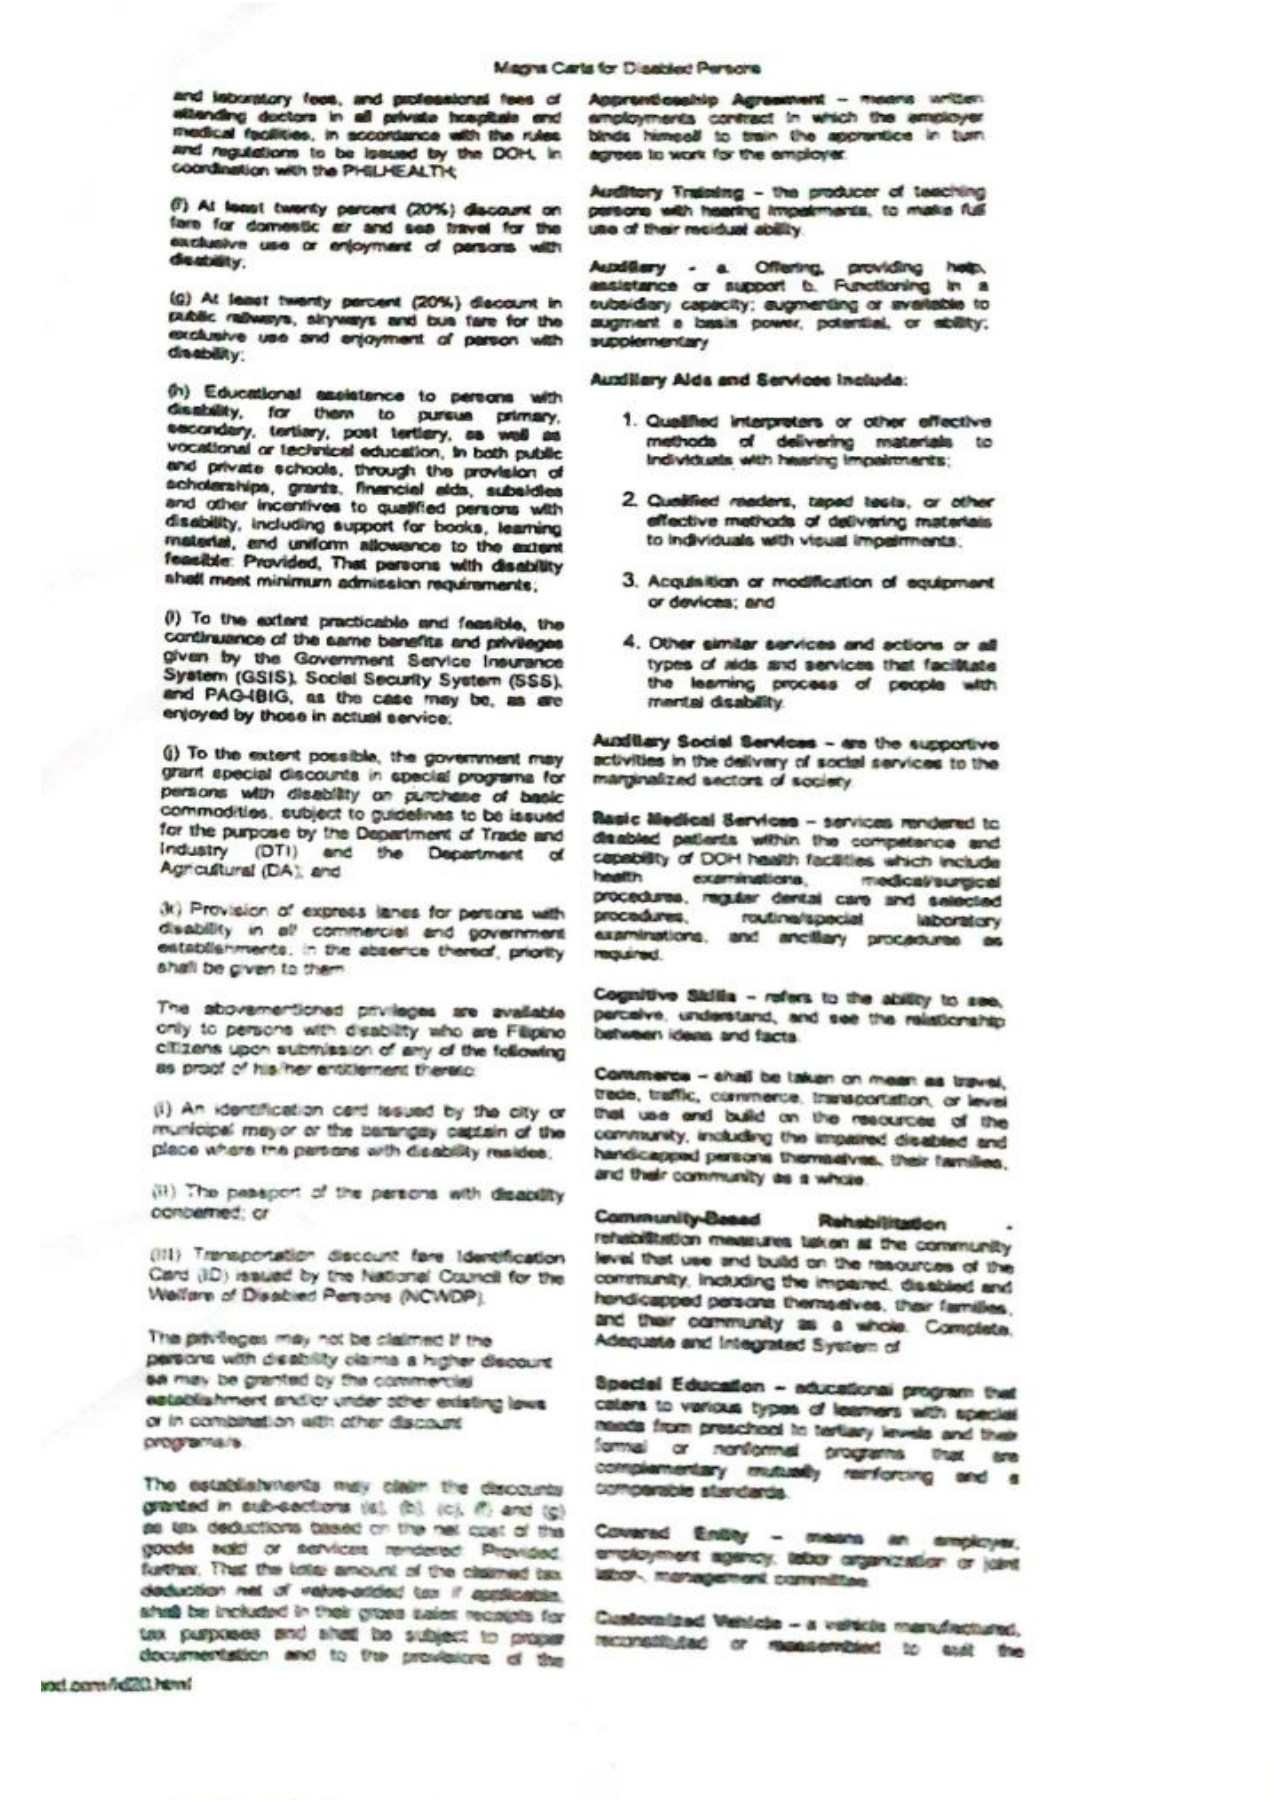 Magna Carta for Disabled Persons
and laboratory fees, and professional fees of
attending doctors in all private hospitals and
medical facilities, in accordance with the rules
and regulations to be issued by the DOH, in
coordination with the PHILHEALTH;
(f) At least twenty percent (20%) discount on
fare for domestic air and sea travel for the
exclusive use or enjoyment of persons with
disability;
(g) At least twenty percent (20%) discount in
public railways, skyways and bus fare for the
exclusive use and enjoyment of person with
disability;
(h) Educational assistance to persons with
disability, for them to pursue primary,
secondary, tertiary, post tertiary, as well as
vocational or technical education, in both public
and private schools, through the provision of
scholarships, grants, financial aids, subsidies
and other incentives to qualified persons with
disability, including support for books, learning
material, and uniform allowance to the extent
feasible: Provided, That persons with disability
shall meet minimum admission requirements;
(i) To the extent practicable and feasible, the
continuance of the same benefits and privileges
given by the Government Service Insurance
System (GSIS), Social Security System (SSS),
and PAG-IBIG, as the case may be, as are
enjoyed by those in actual service;
(j) To the extent possible, the government may
grant special discounts in special programs for
persons with disability on purchase of basic
commodities, subject to guidelines to be issued
for the purpose by the Department of Trade and
Industry (DTI) and the Department of
Agricultural (DA); and
(k) Provision of express lanes for persons with
disability in all commercial and government
establishments; in the absence thereof, priority
shall be given to them.
The abovementioned privileges are available
only to persons with disability who are Filipino
citizens upon submission of any of the following
as proof of his/her entitlement thereto:
(i) An identification card issued by the city or
municipal mayor or the barangay captain of the
place where the persons with disability resides;
(ii) The passport of the persons with disability
concerned; or
(III) Transportation discount fare Identification
Card (ID) issued by the National Council for the
Welfare of Disabled Persons (NCWDP).
The privileges may not be claimed if the
persons with disability claims a higher discount
as may be granted by the commercial
establishment and/or under other existing laws
or in combination with other discount
program/s.
The establishments may claim the discounts
granted in sub-sections (a), (b), (c), (f) and (g)
as tax deductions based on the net cost of the
goods sold or services rendered: Provided,
further, That the total amount of the claimed tax
deduction net of value-added tax if applicable,
shall be included in their gross sales receipts for
tax purposes and shall be subject to proper
documentation and to the provisions of the
Apprenticeship Agreement – means written
employments contract in which the employer
binds himself to train the apprentice in turn
agrees to work for the employer.
Auditory Training – the producer of teaching
persons with hearing impairments, to make full
use of their residual ability.
Auxiliary - a. Offering, providing help,
assistance or support b. Functioning in a
subsidiary capacity; augmenting or available to
augment a basis power, potential, or ability;
supplementary
Auxiliary Aids and Services Include:
1. Qualified interpreters or other effective
methods of delivering materials to
individuals with hearing impairments;
2. Qualified readers, taped tests, or other
effective methods of delivering materials
to individuals with visual impairments;
3. Acquisition or modification of equipment
or devices; and
4. Other similar services and actions or all
types of aids and services that facilitate
the learning process of people with
mental disability.
Auxiliary Social Services – are the supportive
activities in the delivery of social services to the
marginalized sectors of society
Basic Medical Services – services rendered to
disabled patients within the competence and
capability of DOH health facilities which include
health examinations, medical/surgical
procedures, regular dental care and selected
procedures, routine/special laboratory
examinations, and ancillary procedures as
required.
Cognitive Skills – refers to the ability to see,
perceive, understand, and see the relationship
between ideas and facts.
Commerce – shall be taken on mean as travel,
trade, traffic, commerce, transportation, or level
that use and build on the resources of the
community, including the impaired disabled and
handicapped persons themselves, their families,
and their community as a whole.
Community-Based Rehabilitation -
rehabilitation measures taken at the community
level that use and build on the resources of the
community, including the impaired, disabled and
handicapped persons themselves, their families,
and their community as a whole. Complete,
Adequate and Integrated System of
Special Education – educational program that
caters to various types of learners with special
needs from preschool to tertiary levels and their
formal or nonformal programs that are
complementary mutually reinforcing and a
comparable standards.
Covered Entity – means an employer,
employment agency, labor organization or joint
labor-, management committee.
Customized Vehicle – a vehicle manufactured,
reconstituted or reassembled to suit the
.com/id20.html